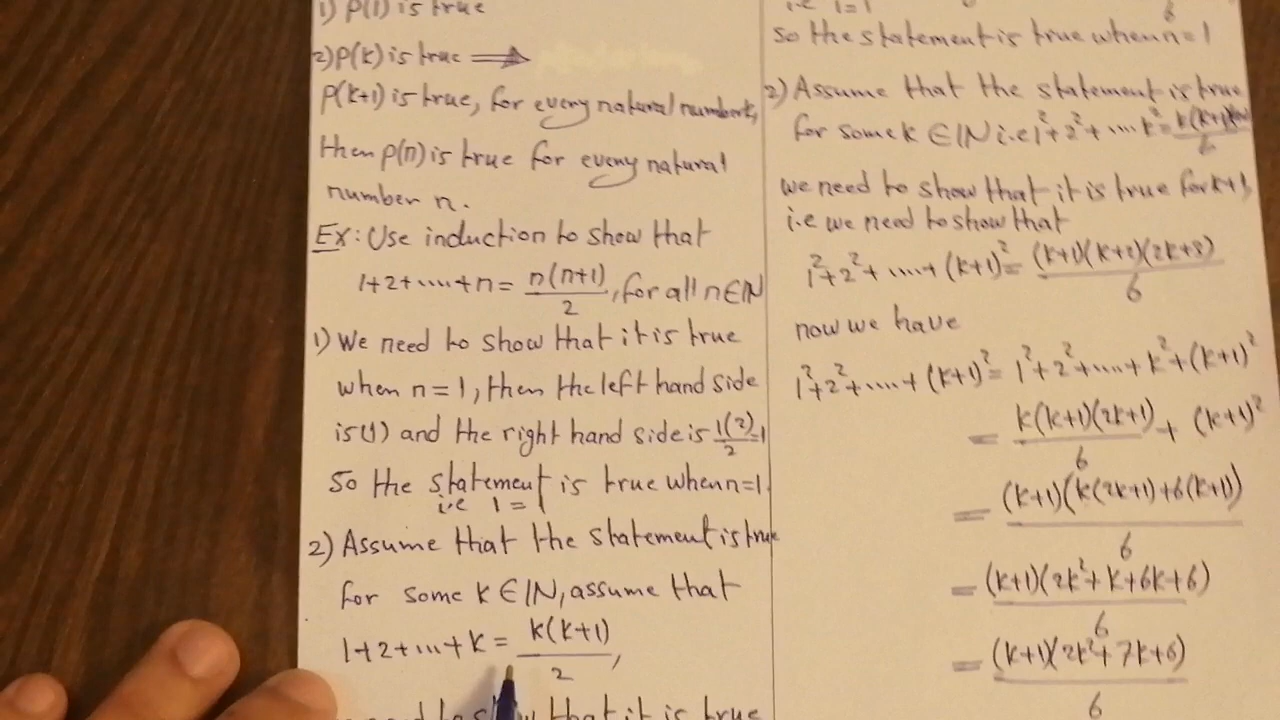 1) P(1) is true
2) P(k) is true ⟹
P(k+1) is true, for every natural number k,
then P(n) is true for every natural
number n.
Ex: Use induction to show that
1+2+.....+n = n(n+1)/2, for all n∈ℕ
1) We need to show that it is true
when n=1, then the left hand side
is (1) and the right hand side is 1(2)/2=1
So the statement is true when n=1.
i.e 1=1
2) Assume that the statement is true
for some k∈ℕ, assume that
1+2+...+k = k(k+1)/2,
that it is true
i.e 1=1
so the statement is true when n=1
2) Assume that the statement is true
for some k∈ℕ i.e 1²+2²+....k²=
we need to show that it is true for k+1,
i.e we need to show that
1²+2²+.....+(k+1)² = (k+1)(k+2)(2k+3)/6
now we have
1²+2²+.....+(k+1)² = 1²+2²+.....+k²+(k+1)²
= k(k+1)(2k+1)/6 + (k+1)²
= (k+1)(k(2k+1)+6(k+1))/6
= (k+1)(2k²+k+6k+6)/6
= (k+1)(2k²+7k+6)/6